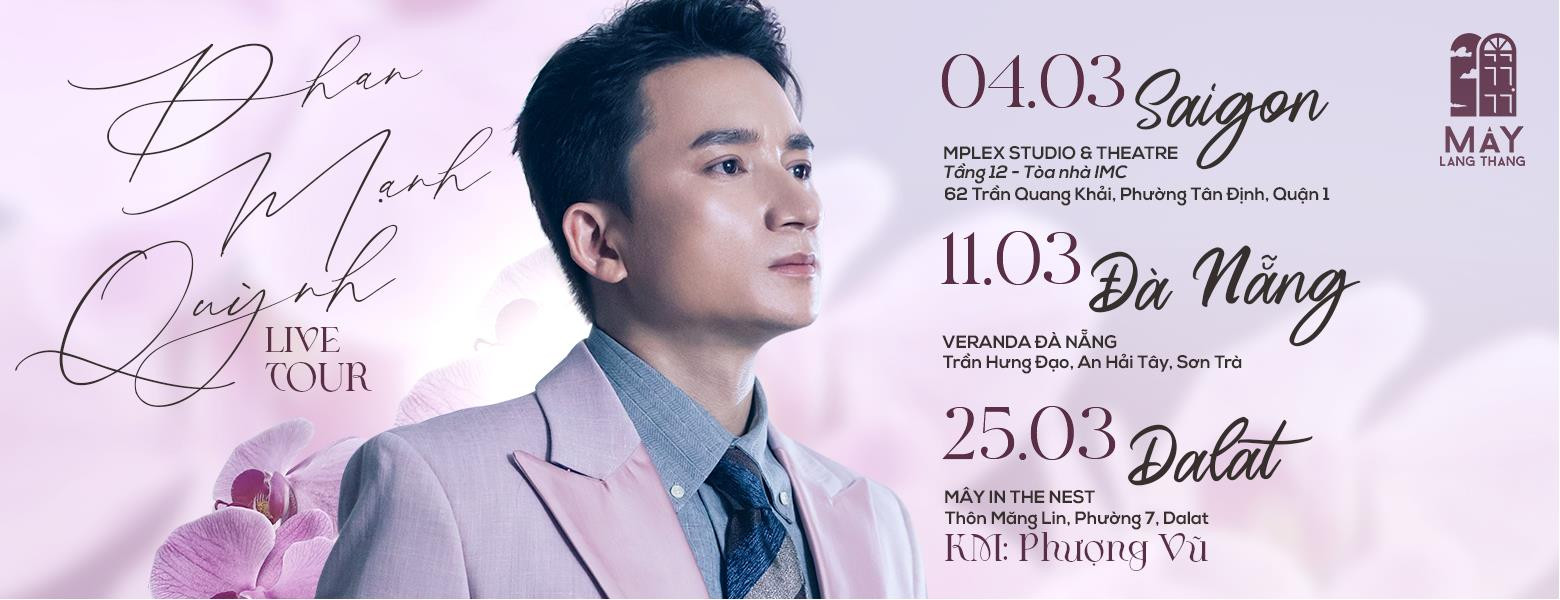 Phan
Mạnh
Quỳnh
LIVE
TOUR
04.03 Saigon
MPLEX STUDIO & THEATRE
Tầng 12 - Tòa nhà IMC
62 Trần Quang Khải, Phường Tân Định, Quận 1
11.03 Đà Nẵng
VERANDA ĐÀ NẴNG
Trần Hưng Đạo, An Hải Tây, Sơn Trà
25.03 Dalat
MÂY IN THE NEST
Thôn Măng Lin, Phường 7, Dalat
KM: Phượng Vũ
MÂY
LANG THANG